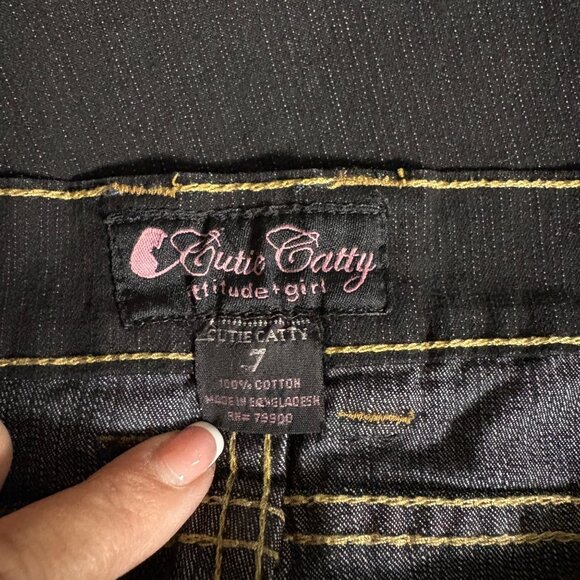 Cutie Catty
ttitude+girl
CUTIE CATTY
7
100% COTTON
MADE IN BANGLADESH
RN# 79900